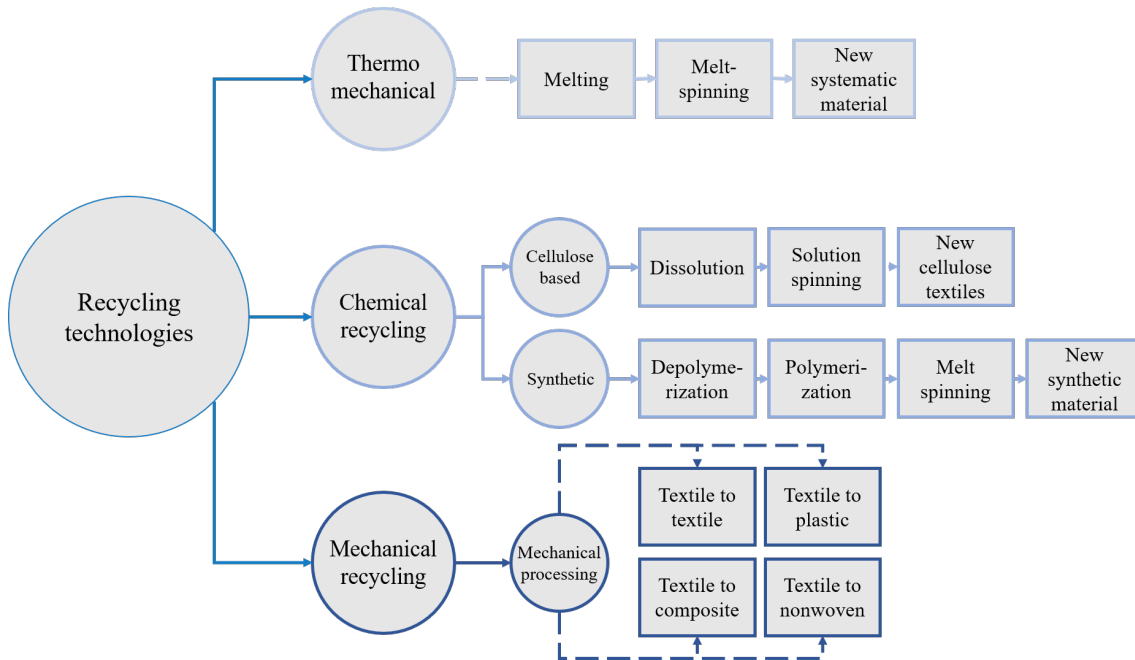 Thermo
mechanical
Melting
Melt-
spinning
New
systematic
material
Recycling
technologies
Chemical
recycling
Cellulose
based
Dissolution
Solution
spinning
New
cellulose
textiles
Synthetic
Depolyme-
rization
Polymeri-
zation
Melt
spinning
New
synthetic
material
Mechanical
recycling
Mechanical
processing
Textile to
textile
Textile to
plastic
Textile to
composite
Textile to
nonwoven